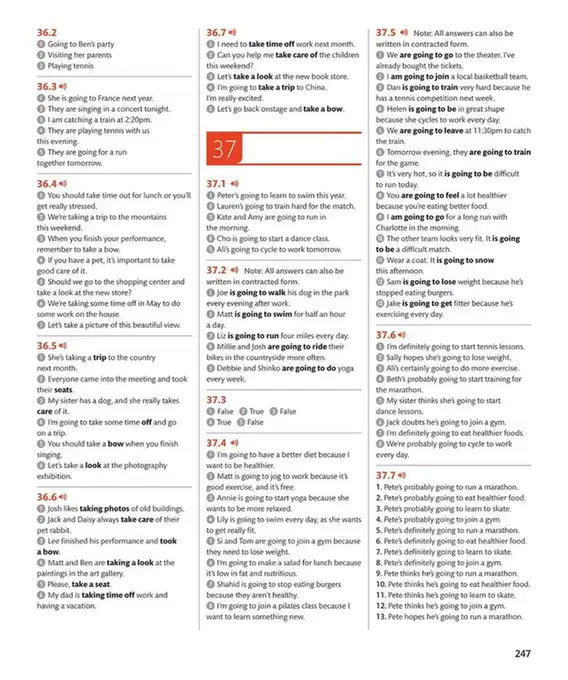 36.2
1 Going to Ben's party
2 Visiting her parents
3 Playing tennis
36.3
1 She is going to France next year.
2 They are singing in a concert tonight.
3 I am catching a train at 2:20pm.
4 They are playing tennis with us
this evening.
5 They are going for a run
together tomorrow.
36.4
1 You should take time out for lunch or you'll
get really stressed.
2 We're taking a trip to the mountains
this weekend.
3 When you finish your performance,
remember to take a bow.
4 If you have a pet, it's important to take
good care of it.
5 Should we go to the shopping center and
take a look at the new store?
6 We're taking some time off in May to do
some work on the house.
7 Let's take a picture of this beautiful view.
36.5
1 She's taking a trip to the country
next month.
2 Everyone came into the meeting and took
their seats.
3 My sister has a dog, and she really takes
care of it.
4 I'm going to take some time off and go
on a trip.
5 You should take a bow when you finish
singing.
6 Let's take a look at the photography
exhibition.
36.6
1 Josh likes taking photos of old buildings.
2 Jack and Daisy always take care of their
pet rabbit.
3 Lee finished his performance and took
a bow.
4 Matt and Ben are taking a look at the
paintings in the art gallery.
5 Please, take a seat.
6 My dad is taking time off work and
having a vacation.
36.7
1 I need to take time off work next month.
2 Can you help me take care of the children
this weekend?
3 Let's take a look at the new book store.
4 I'm going to take a trip to China.
I'm really excited.
5 Let's go back onstage and take a bow.
37
37.1
1 Peter's going to learn to swim this year.
2 Lauren's going to train hard for the match.
3 Kate and Amy are going to run in
the morning.
4 Cho is going to start a dance class.
5 Ali's going to cycle to work tomorrow.
37.2 Note: All answers can also be
written in contracted form.
1 Joe is going to walk his dog in the park
every evening after work.
2 Matt is going to swim for half an hour
a day.
3 Liz is going to run four miles every day.
4 Millie and Josh are going to ride their
bikes in the countryside more often.
5 Debbie and Shinko are going to do yoga
every week.
37.3
1 False 2 True 3 False
4 True 5 False
37.4
1 I'm going to have a better diet because I
want to be healthier.
2 Matt is going to jog to work because it's
good exercise, and it's free.
3 Annie is going to start yoga because she
wants to be more relaxed.
4 Lily is going to swim every day, as she wants
to get really fit.
5 Si and Tom are going to join a gym because
they need to lose weight.
6 I'm going to make a salad for lunch because
it's low in fat and nutritious.
7 Shahid is going to stop eating burgers
because they aren't healthy.
8 I'm going to join a pilates class because I
want to learn something new.
37.5 Note: All answers can also be
written in contracted form.
1 We are going to go to the theater. I've
already bought the tickets.
2 I am going to join a local basketball team.
3 Dan is going to train very hard because he
has a tennis competition next week.
4 Helen is going to be in great shape
because she cycles to work every day.
5 We are going to leave at 11:30pm to catch
the train.
6 Tomorrow evening, they are going to train
for the game.
7 It's very hot, so it is going to be difficult
to run today.
8 You are going to feel a lot healthier
because you're eating better food.
9 I am going to go for a long run with
Charlotte in the morning.
10 The other team looks very fit. It is going
to be a difficult match.
11 Wear a coat. It is going to snow
this afternoon.
12 Sam is going to lose weight because he's
stopped eating burgers.
13 Jake is going to get fitter because he's
exercising every day.
37.6
1 I'm definitely going to start tennis lessons.
2 Sally hopes she's going to lose weight.
3 Ali's certainly going to do more exercise.
4 Beth's probably going to start training for
the marathon.
5 My sister thinks she's going to start
dance lessons.
6 Jack doubts he's going to join a gym.
7 I'm definitely going to eat healthier foods.
8 We're probably going to cycle to work
every day.
37.7
1. Pete's probably going to run a marathon.
2. Pete's probably going to eat healthier food.
3. Pete's probably going to learn to skate.
4. Pete's probably going to join a gym.
5. Pete's definitely going to run a marathon.
6. Pete's definitely going to eat healthier food.
7. Pete's definitely going to learn to skate.
8. Pete's definitely going to join a gym.
9. Pete thinks he's going to run a marathon.
10. Pete thinks he's going to eat healthier food.
11. Pete thinks he's going to learn to skate.
12. Pete thinks he's going to join a gym.
13. Pete hopes he's going to run a marathon.
247